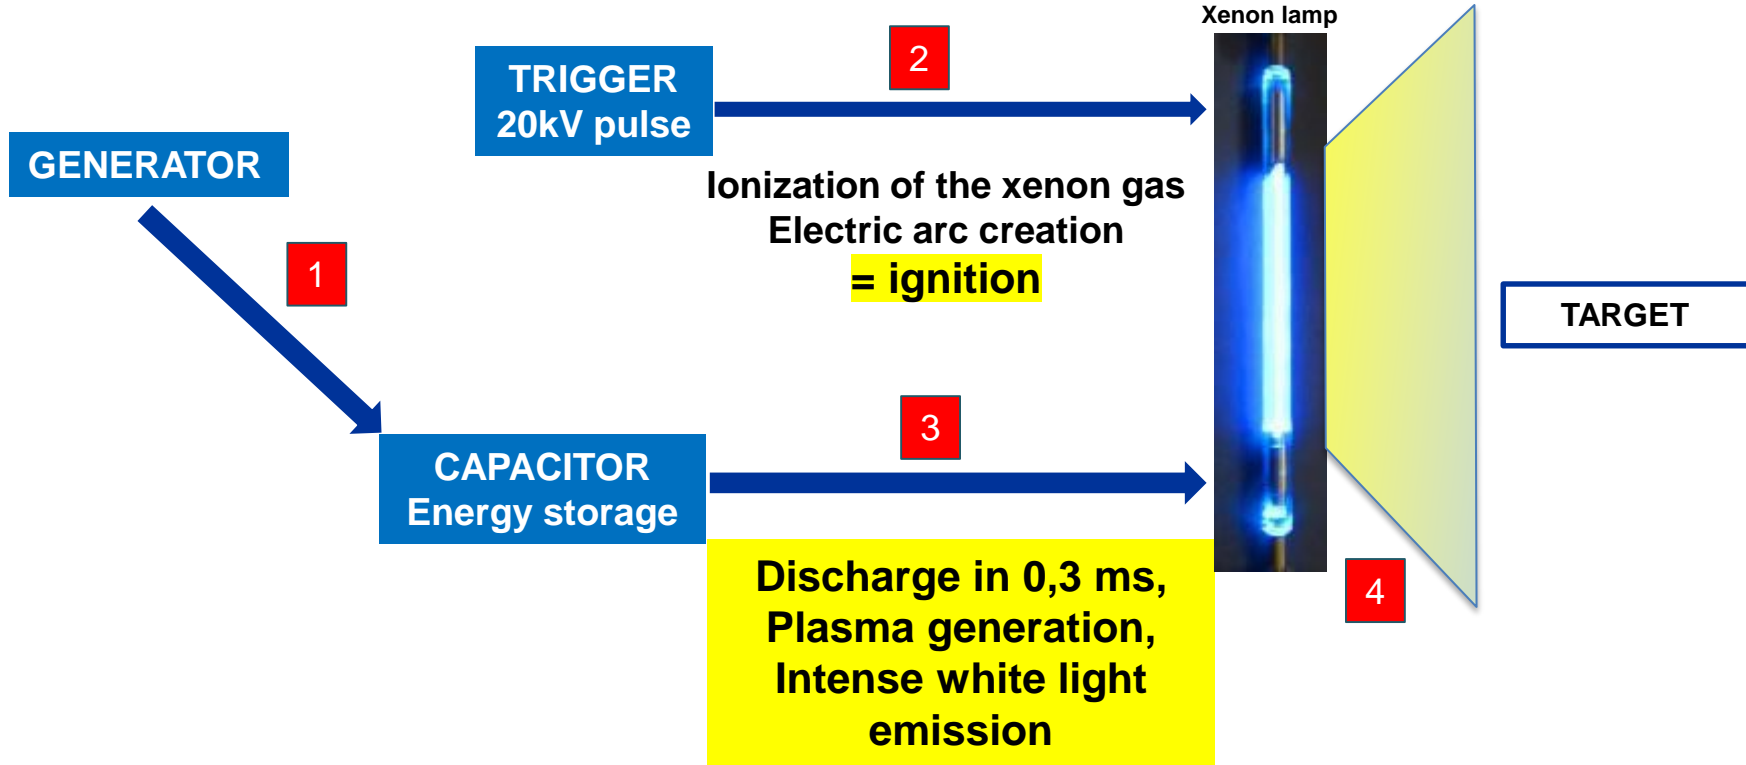 Xenon lamp
2
TRIGGER
20kV pulse
GENERATOR
Ionization of the xenon gas
Electric arc creation
= ignition
1
TARGET
3
CAPACITOR
Energy storage
Discharge in 0,3 ms,
Plasma generation,
Intense white light
emission
4